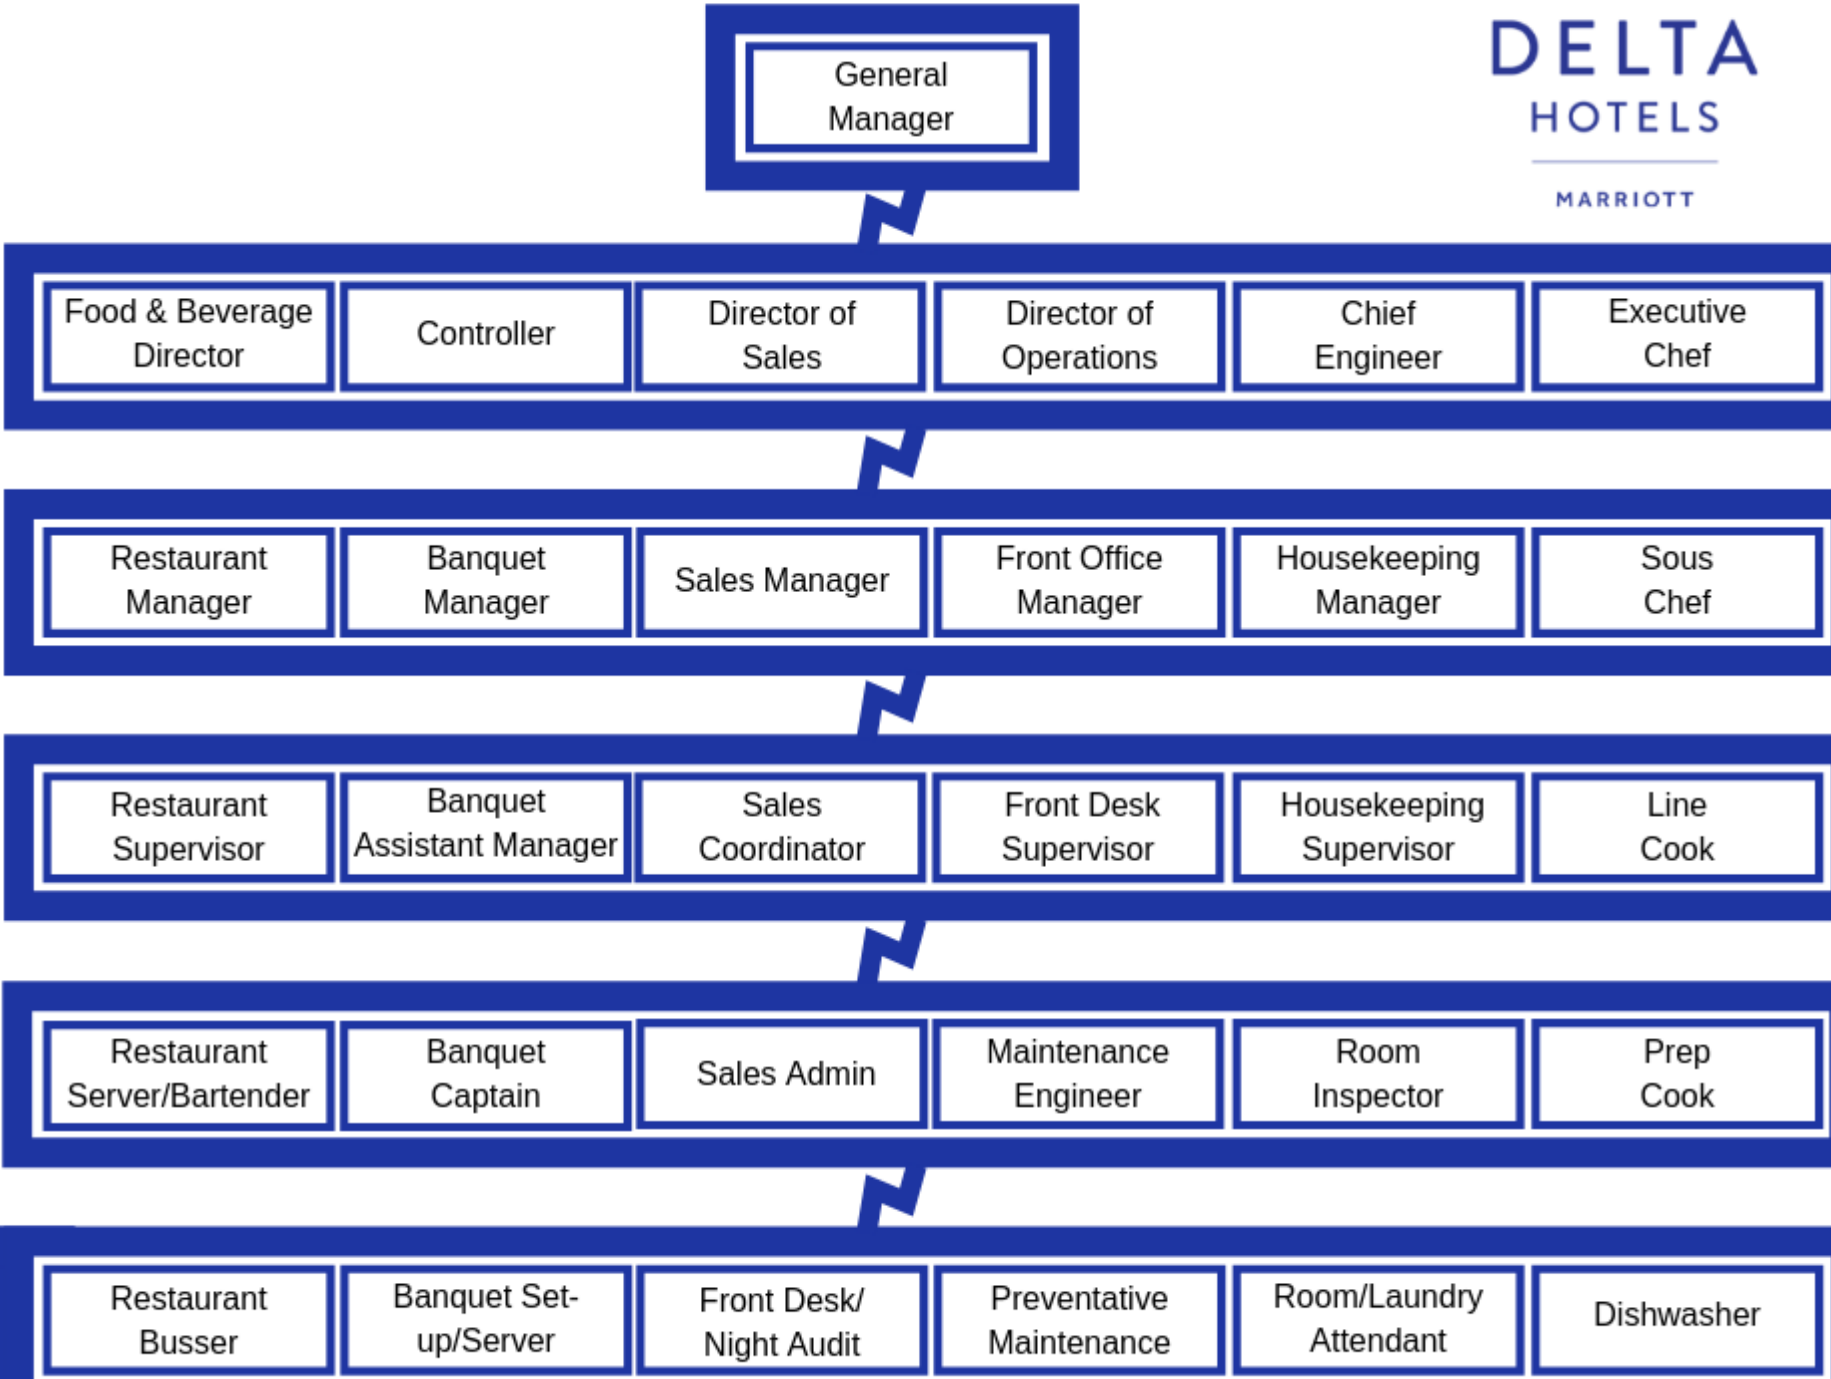 General
Manager
DELTA
HOTELS
MARRIOTT
Food & Beverage
Director
Controller
Director of
Sales
Director of
Operations
Chief
Engineer
Executive
Chef
Restaurant
Manager
Banquet
Manager
Sales Manager
Front Office
Manager
Housekeeping
Manager
Sous
Chef
Restaurant
Supervisor
Banquet
Assistant Manager
Sales
Coordinator
Front Desk
Supervisor
Housekeeping
Supervisor
Line
Cook
Restaurant
Server/Bartender
Banquet
Captain
Sales Admin
Maintenance
Engineer
Room
Inspector
Prep
Cook
Restaurant
Busser
Banquet Set-
up/Server
Front Desk/
Night Audit
Preventative
Maintenance
Room/Laundry
Attendant
Dishwasher